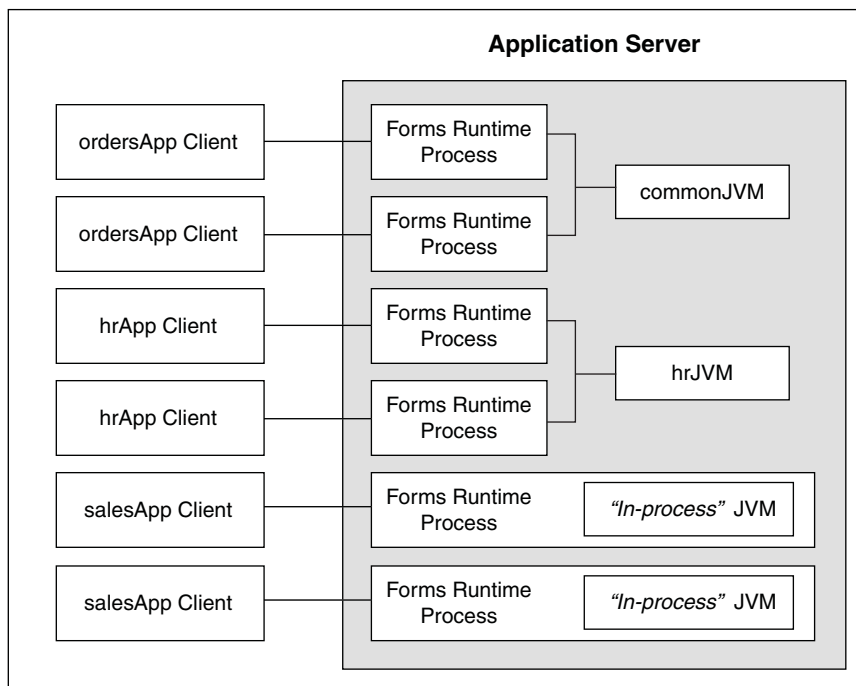 Application Server
ordersApp Client
Forms Runtime
Process
commonJVM
ordersApp Client
Forms Runtime
Process
hrApp Client
Forms Runtime
Process
hrJVM
hrApp Client
Forms Runtime
Process
salesApp Client
Forms Runtime
Process
“In-process” JVM
salesApp Client
Forms Runtime
Process
“In-process” JVM